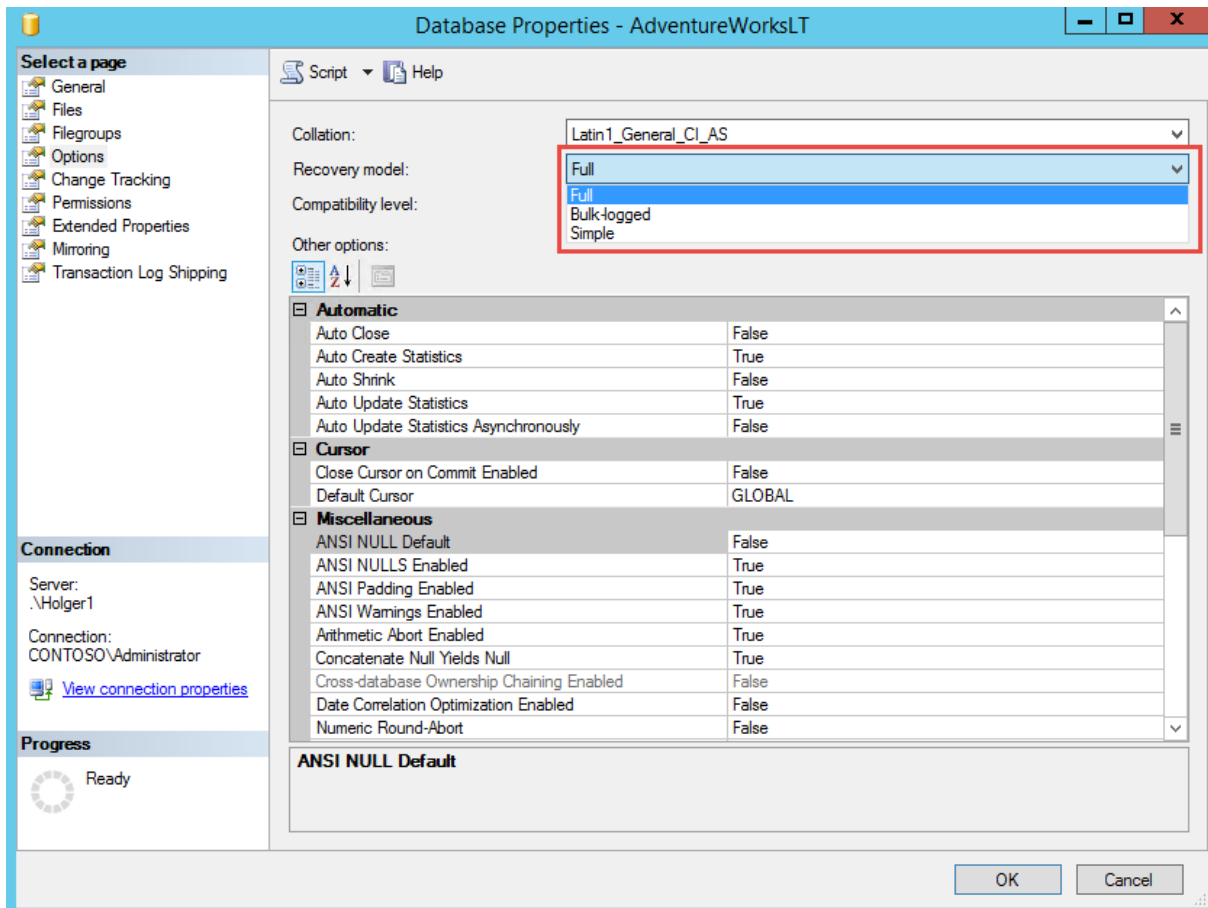 Database Properties - AdventureWorksLT
Select a page
General
Files
Filegroups
Options
Change Tracking
Permissions
Extended Properties
Mirroring
Transaction Log Shipping
Connection
Server:
.\Holger1
Connection:
CONTOSO\Administrator
View connection properties
Progress
Ready
Script Help
Collation: Latin1_General_CI_AS
Recovery model: Full
Full
Compatibility level: Bulk-logged
Simple
Other options:
Automatic
Auto Close False
Auto Create Statistics True
Auto Shrink False
Auto Update Statistics True
Auto Update Statistics Asynchronously False
Cursor
Close Cursor on Commit Enabled False
Default Cursor GLOBAL
Miscellaneous
ANSI NULL Default False
ANSI NULLS Enabled True
ANSI Padding Enabled True
ANSI Warnings Enabled True
Arithmetic Abort Enabled True
Concatenate Null Yields Null True
Cross-database Ownership Chaining Enabled False
Date Correlation Optimization Enabled False
Numeric Round-Abort False
ANSI NULL Default
OK Cancel